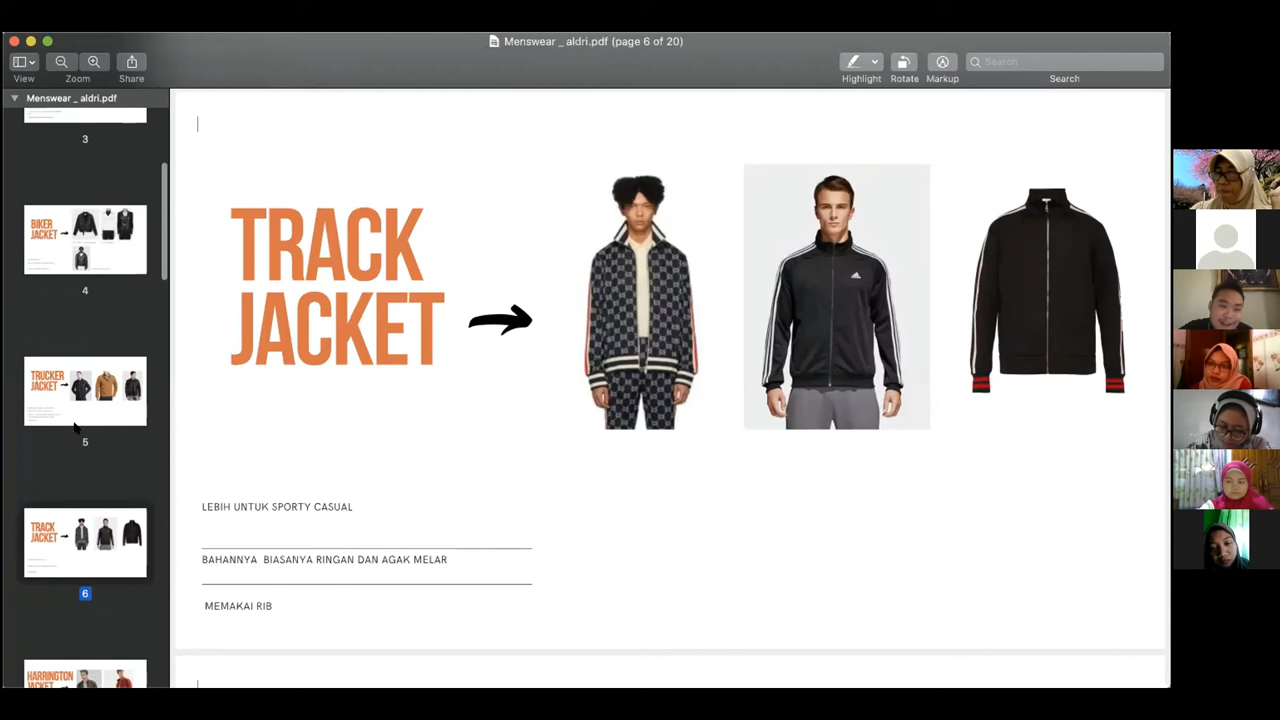 Menswear _ aldri.pdf (page 6 of 20)
View
Zoom
Share
Highlight
Rotate
Markup
Search
Search
Menswear _ aldri.pdf
3
BIKER
JACKET
4
TRUCKER
JACKET
5
TRACK
JACKET
6
HARRINGTON
JACKET
TRACK
JACKET
adidas
LEBIH UNTUK SPORTY CASUAL
BAHANNYA  BIASANYA RINGAN DAN AGAK MELAR
MEMAKAI RIB